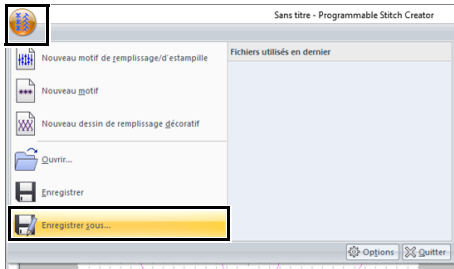 Sans titre - Programmable Stitch Creator
Nouveau motif de remplissage/d'estampille
Nouveau motif
Nouveau dessin de remplissage décoratif
Ouvrir...
Enregistrer
Enregistrer sous...
Fichiers utilisés en dernier
Options
Quitter